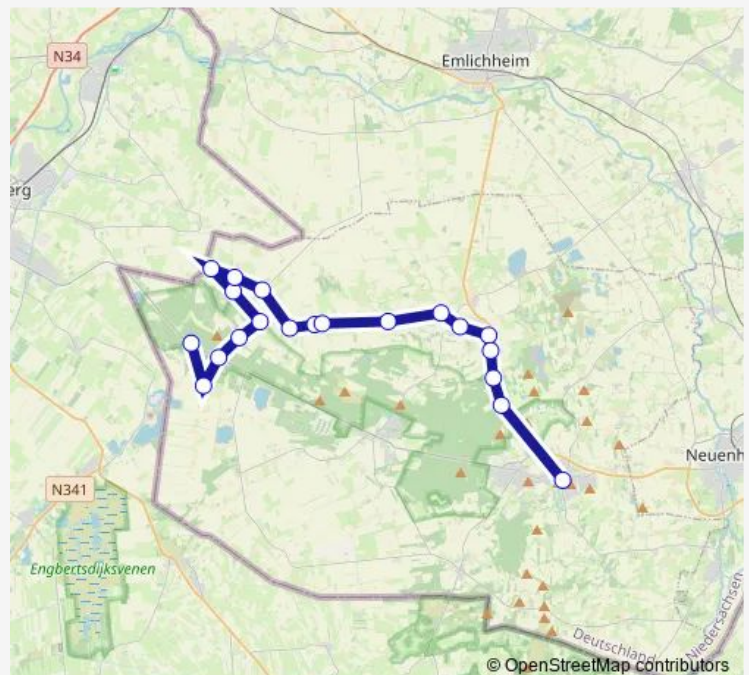 N34
Emlichheim
erg
Neuenh
N341
Engbertsdijksvenen
Niedersachsen
Deutschland
© OpenStreetMap contributors